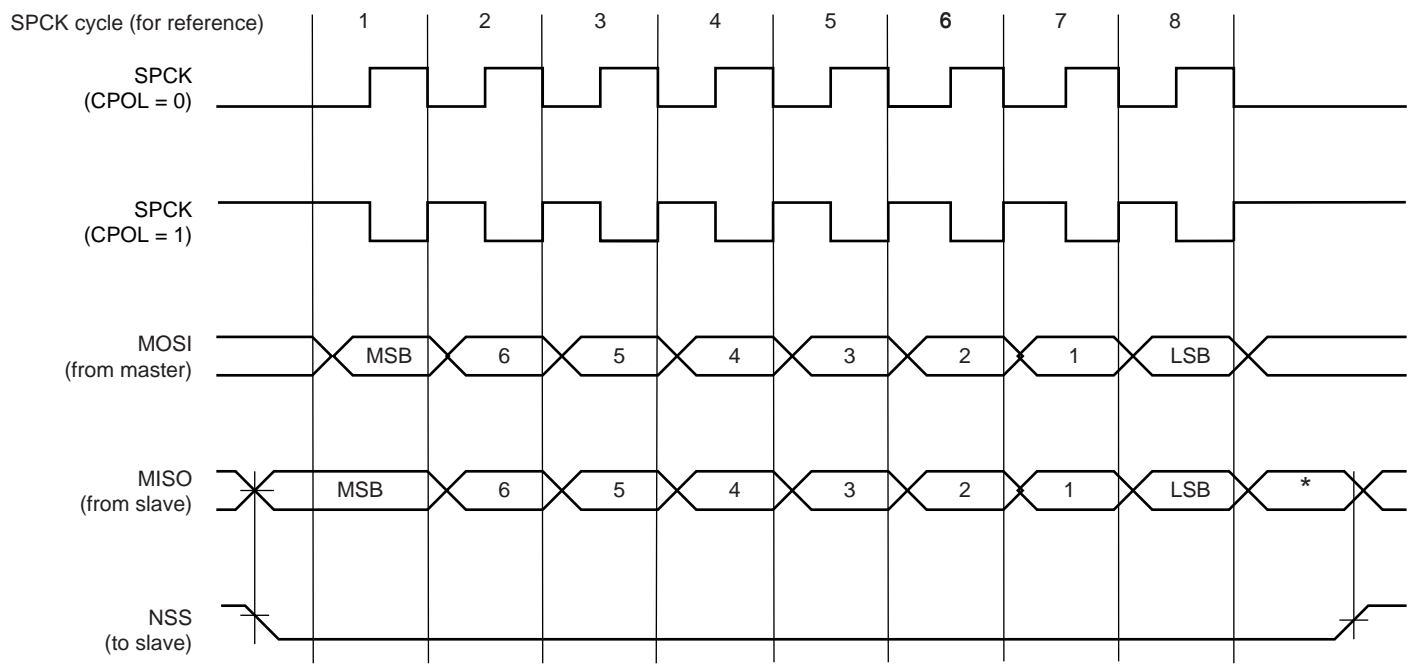 SPCK cycle (for reference) 1 2 3 4 5 6 7 8
SPCK
(CPOL = 0)
SPCK
(CPOL = 1)
MOSI
(from master)
MSB 6 5 4 3 2 1 LSB
MISO
(from slave)
MSB 6 5 4 3 2 1 LSB *
NSS
(to slave)